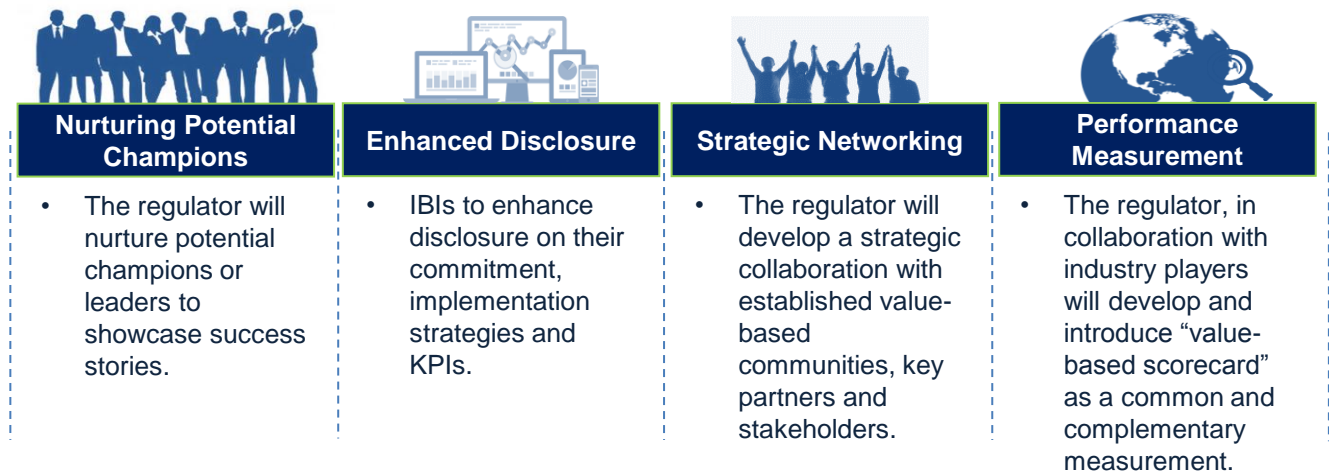 Nurturing Potential
Champions
• The regulator will
nurture potential
champions or
leaders to
showcase success
stories.
Enhanced Disclosure
• IBIs to enhance
disclosure on their
commitment,
implementation
strategies and
KPIs.
Strategic Networking
• The regulator will
develop a strategic
collaboration with
established value-
based
communities, key
partners and
stakeholders.
Performance
Measurement
• The regulator, in
collaboration with
industry players
will develop and
introduce “value-
based scorecard”
as a common and
complementary
measurement.